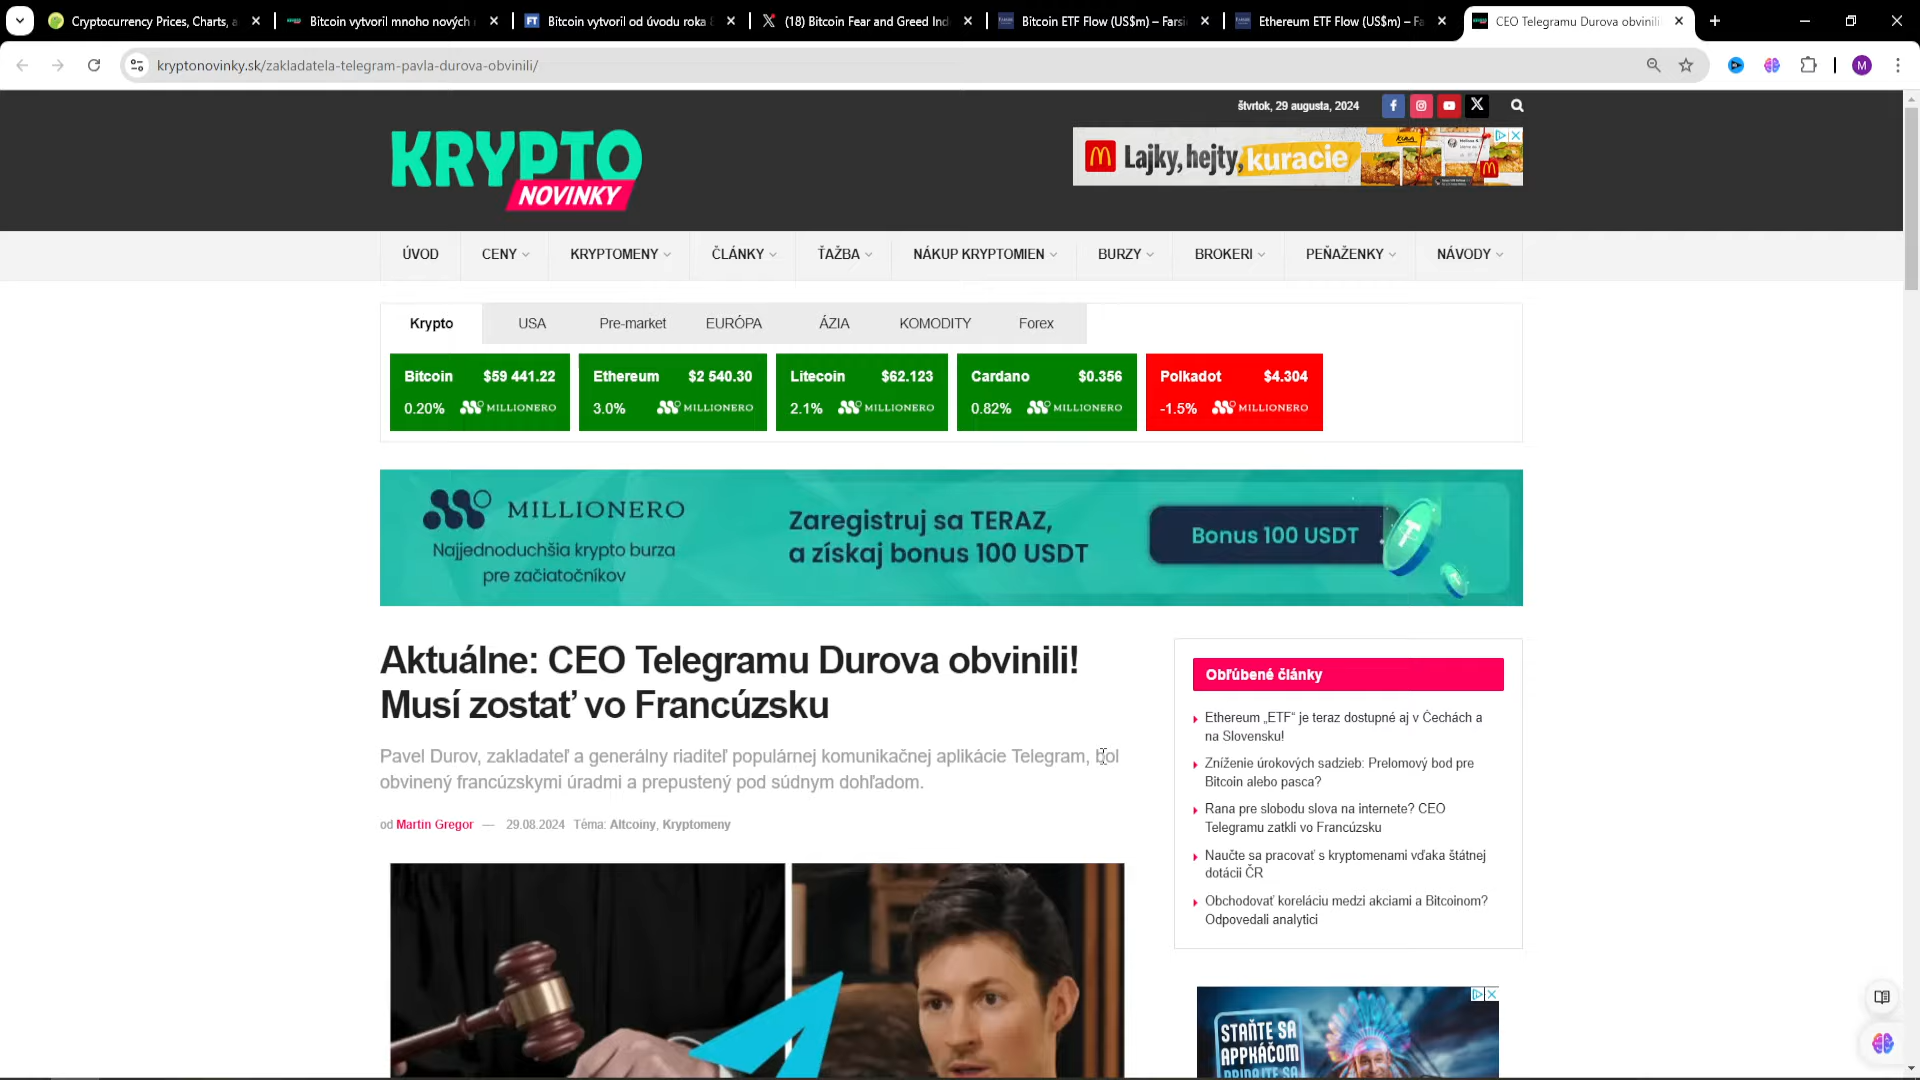 Cryptocurrency Prices, Charts, a
Bitcoin vytvoril mnoho nových
Bitcoin vytvoril od úvodu roka 8
(18) Bitcoin Fear and Greed Ind
Bitcoin ETF Flow (US$m) – Farsi
Ethereum ETF Flow (US$m) – Fa
CEO Telegramu Durova obvinili
kryptonovinky.sk/zakladatela-telegram-pavla-durova-obvinili/
M
štvrtok, 29 augusta, 2024
KRYPTO
NOVINKY
Lajky, hejty, kuracie
ÚVOD
CENY
KRYPTOMENY
ČLÁNKY
ŤAŽBA
NÁKUP KRYPTOMIEN
BURZY
BROKERI
PEŇAŽENKY
NÁVODY
Krypto
USA
Pre-market
EURÓPA
ÁZIA
KOMODITY
Forex
Bitcoin $59 441.22
0.20% MILLIONERO
Ethereum $2 540.30
3.0% MILLIONERO
Litecoin $62.123
2.1% MILLIONERO
Cardano $0.356
0.82% MILLIONERO
Polkadot $4.304
-1.5% MILLIONERO
MILLIONERO
Najjednoduchšia krypto burza
pre začiatočníkov
Zaregistruj sa TERAZ,
a získaj bonus 100 USDT
Bonus 100 USDT
Aktuálne: CEO Telegramu Durova obvinili!
Musí zostať vo Francúzsku
Pavel Durov, zakladateľ a generálny riaditeľ populárnej komunikačnej aplikácie Telegram, bol
obvinený francúzskymi úradmi a prepustený pod súdnym dohľadom.
od Martin Gregor — 29.08.2024 Téma: Altcoiny, Kryptomeny
Obľúbené články
Ethereum „ETF“ je teraz dostupné aj v Čechách a
na Slovensku!
Zníženie úrokových sadzieb: Prelomový bod pre
Bitcoin alebo pasca?
Rana pre slobodu slova na internete? CEO
Telegramu zatkli vo Francúzsku
Naučte sa pracovať s kryptomenami vďaka štátnej
dotácii ČR
Obchodovať koreláciu medzi akciami a Bitcoinom?
Odpovedali analytici
STAŇTE SA
APPKÁČOM
PRIDAJTE SA